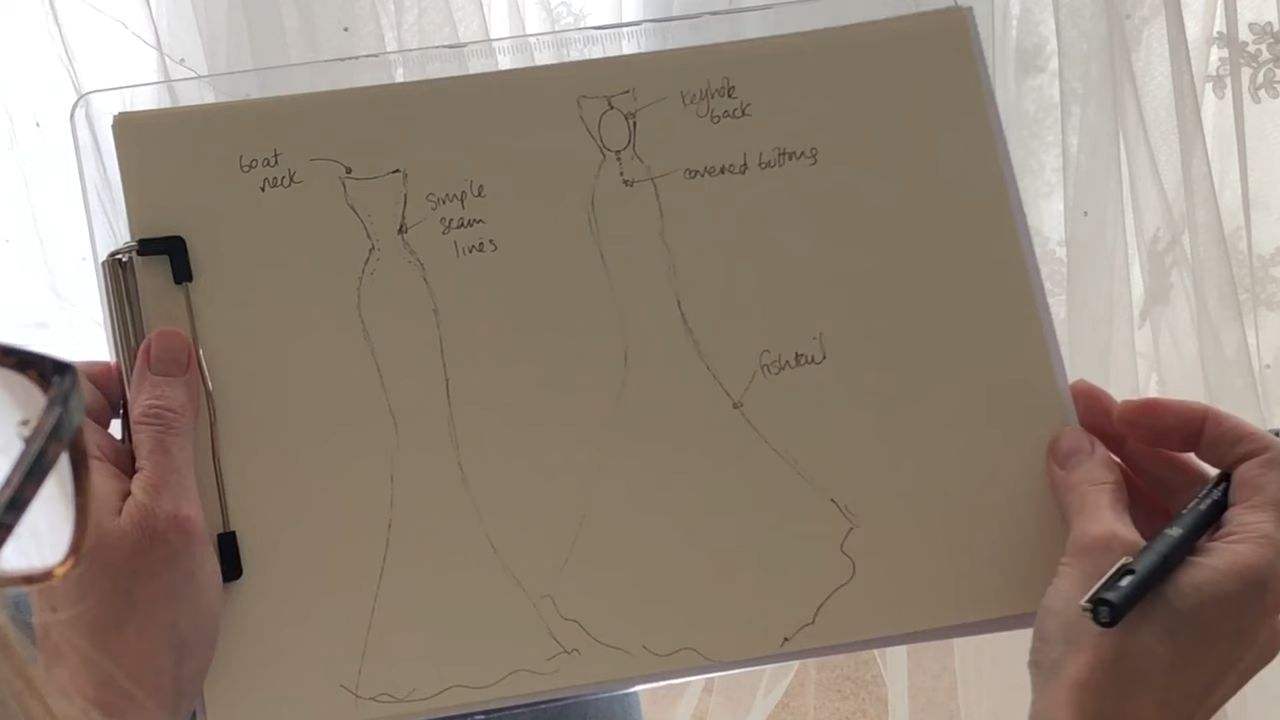 boat
neck
simple
seam
lines
keyhole
back
covered buttons
fishtail